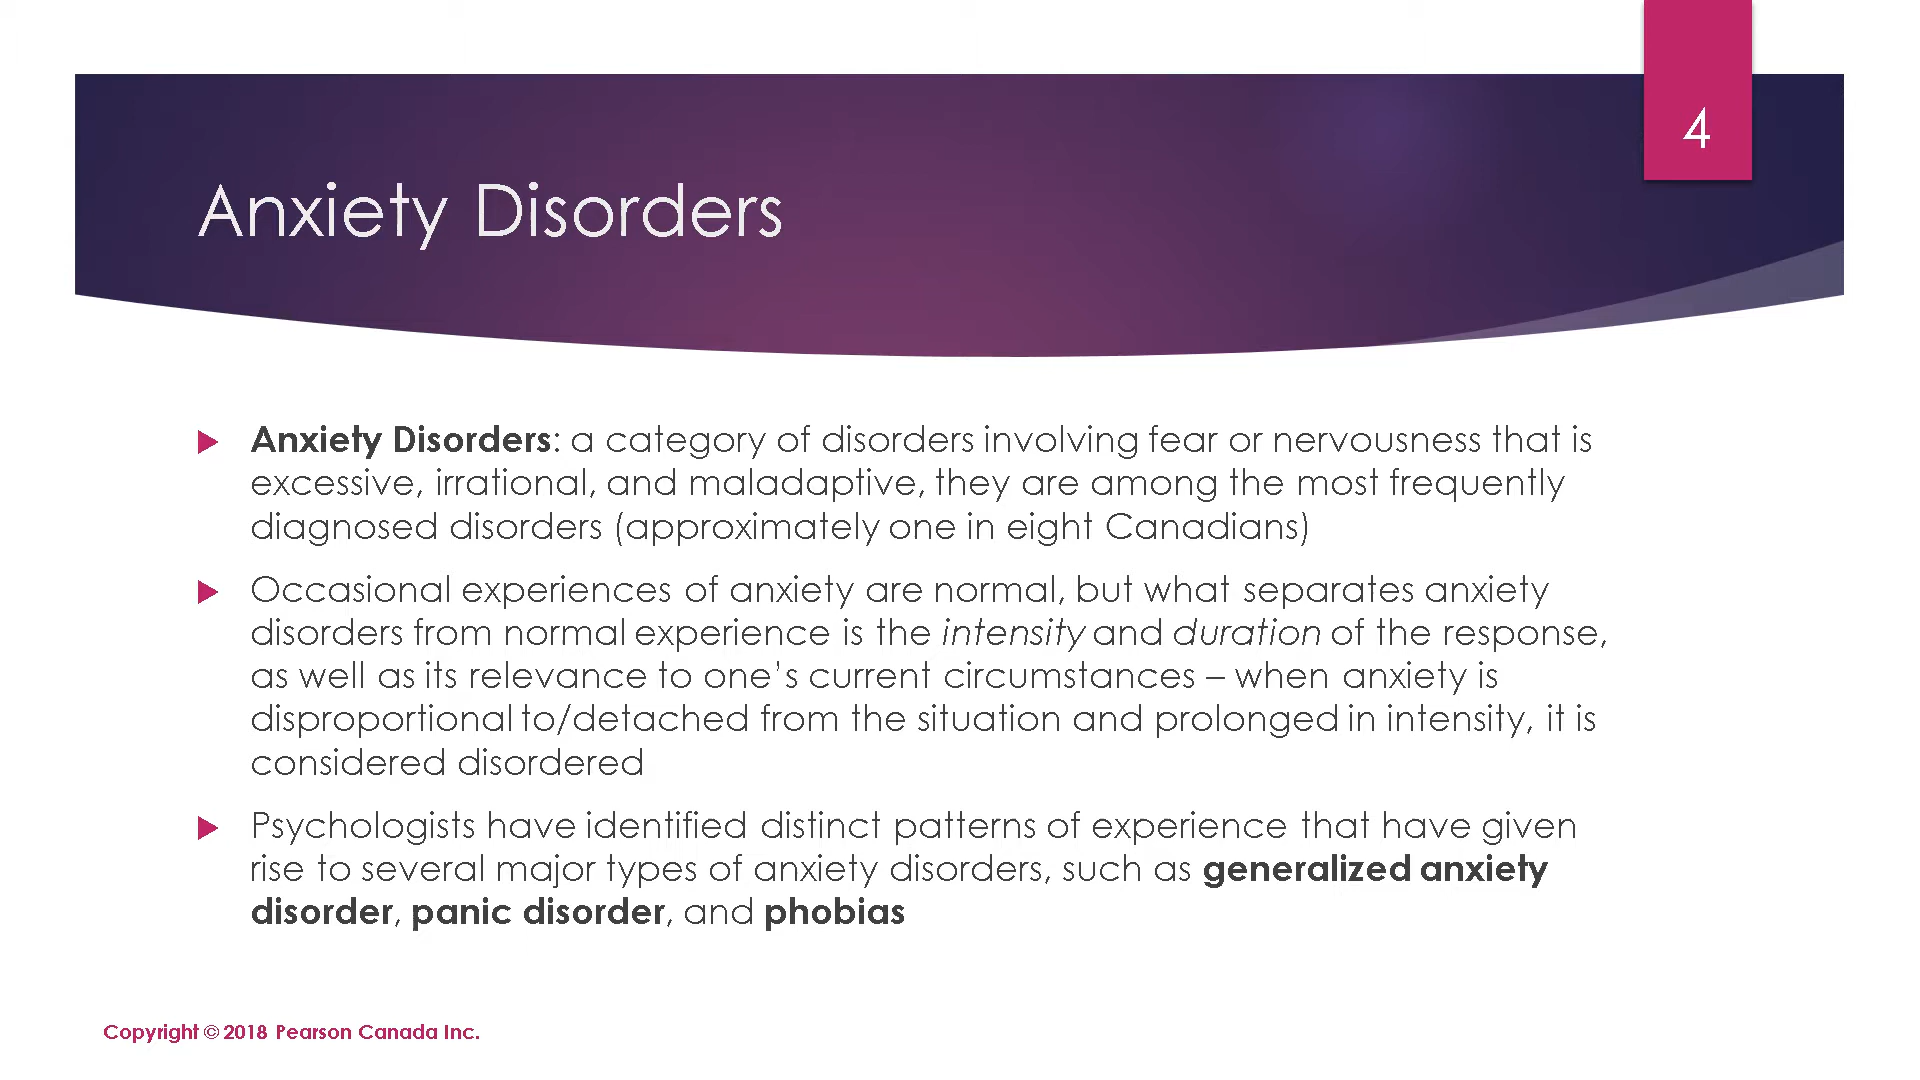 4
Anxiety Disorders
Anxiety Disorders: a category of disorders involving fear or nervousness that is
excessive, irrational, and maladaptive, they are among the most frequently
diagnosed disorders (approximately one in eight Canadians)
Occasional experiences of anxiety are normal, but what separates anxiety
disorders from normal experience is the intensity and duration of the response,
as well as its relevance to one's current circumstances – when anxiety is
disproportional to/detached from the situation and prolonged in intensity, it is
considered disordered
Psychologists have identified distinct patterns of experience that have given
rise to several major types of anxiety disorders, such as generalized anxiety
disorder, panic disorder, and phobias
Copyright © 2018 Pearson Canada Inc.